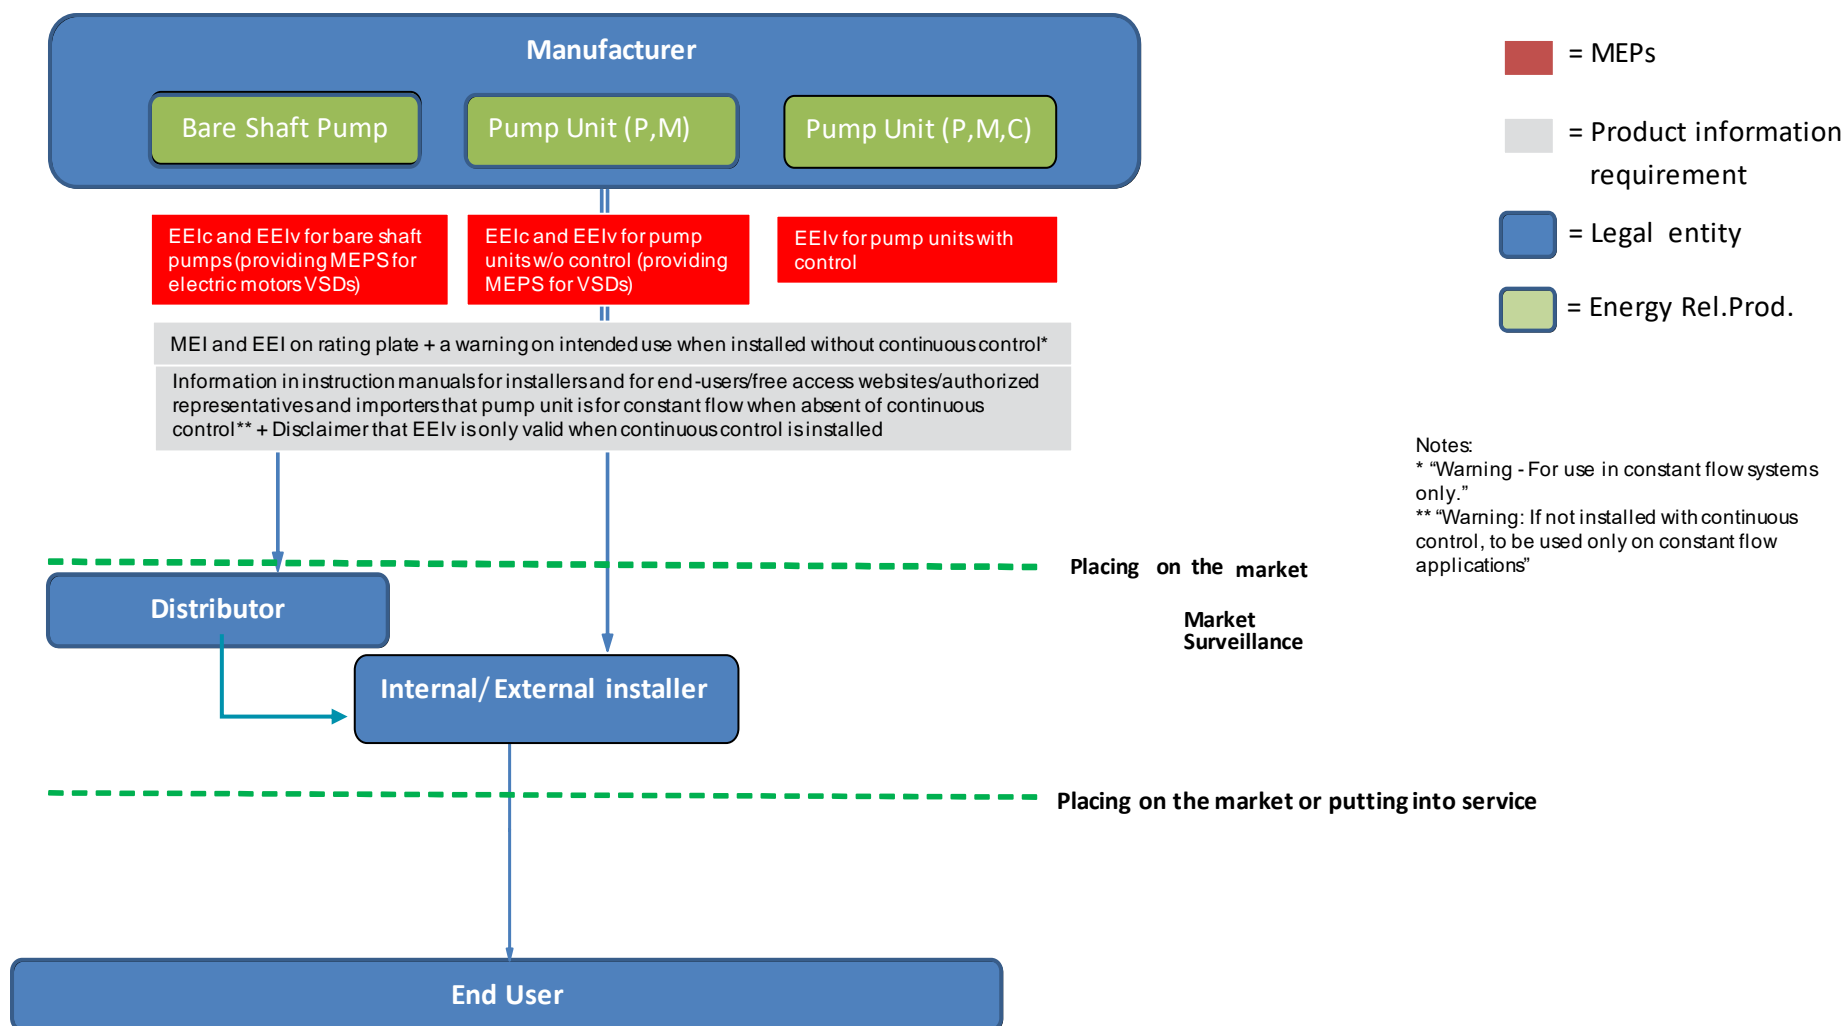 Manufacturer
Bare Shaft Pump
Pump Unit (P,M)
Pump Unit (P,M,C)
EEIc and EEIv for bare shaft
pumps (providing MEPS for
electric motors VSDs)
EEIc and EEIv for pump
units w/o control (providing
MEPS for VSDs)
EEIv for pump units with
control
MEI and EEI on rating plate + a warning on intended use when installed without continuous control*
Information in instruction manuals for installers and for end-users/free access websites/authorized
representatives and importers that pump unit is for constant flow when absent of continuous
control** + Disclaimer that EEIv is only valid when continuous control is installed
= MEPs
= Product information
requirement
= Legal entity
= Energy Rel.Prod.
Notes:
* “Warning - For use in constant flow systems
only.”
** “Warning: If not installed with continuous
control, to be used only on constant flow
applications”
Placing on the market
Distributor
Market
Surveillance
Internal/External installer
Placing on the market or putting into service
End User